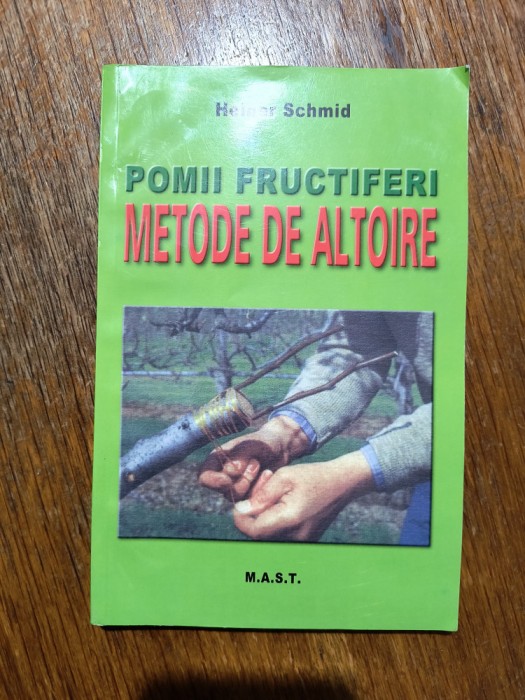 Heiner Schmid
POMII FRUCTIFERI
METODE DE ALTOIRE
M.A.S.T.